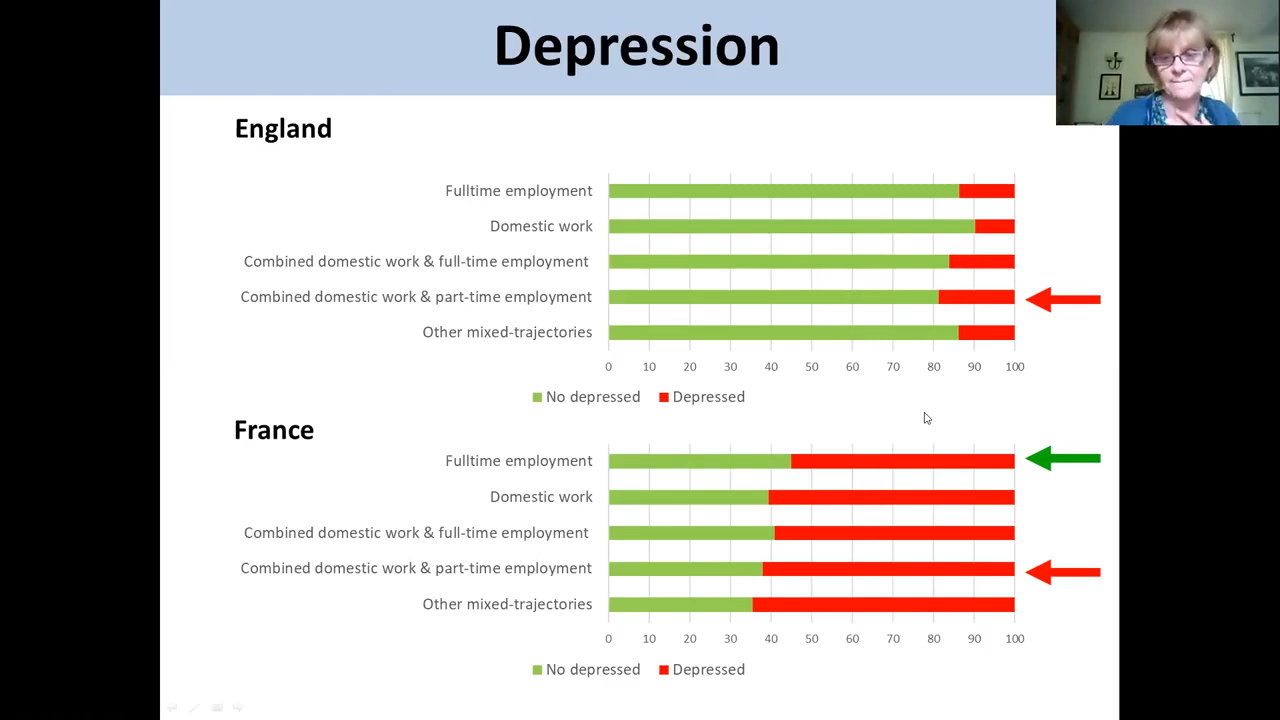 Depression
England
Fulltime employment
Domestic work
Combined domestic work & full-time employment
Combined domestic work & part-time employment
Other mixed-trajectories
0 10 20 30 40 50 60 70 80 90 100
No depressed Depressed
France
Fulltime employment
Domestic work
Combined domestic work & full-time employment
Combined domestic work & part-time employment
Other mixed-trajectories
0 10 20 30 40 50 60 70 80 90 100
No depressed Depressed